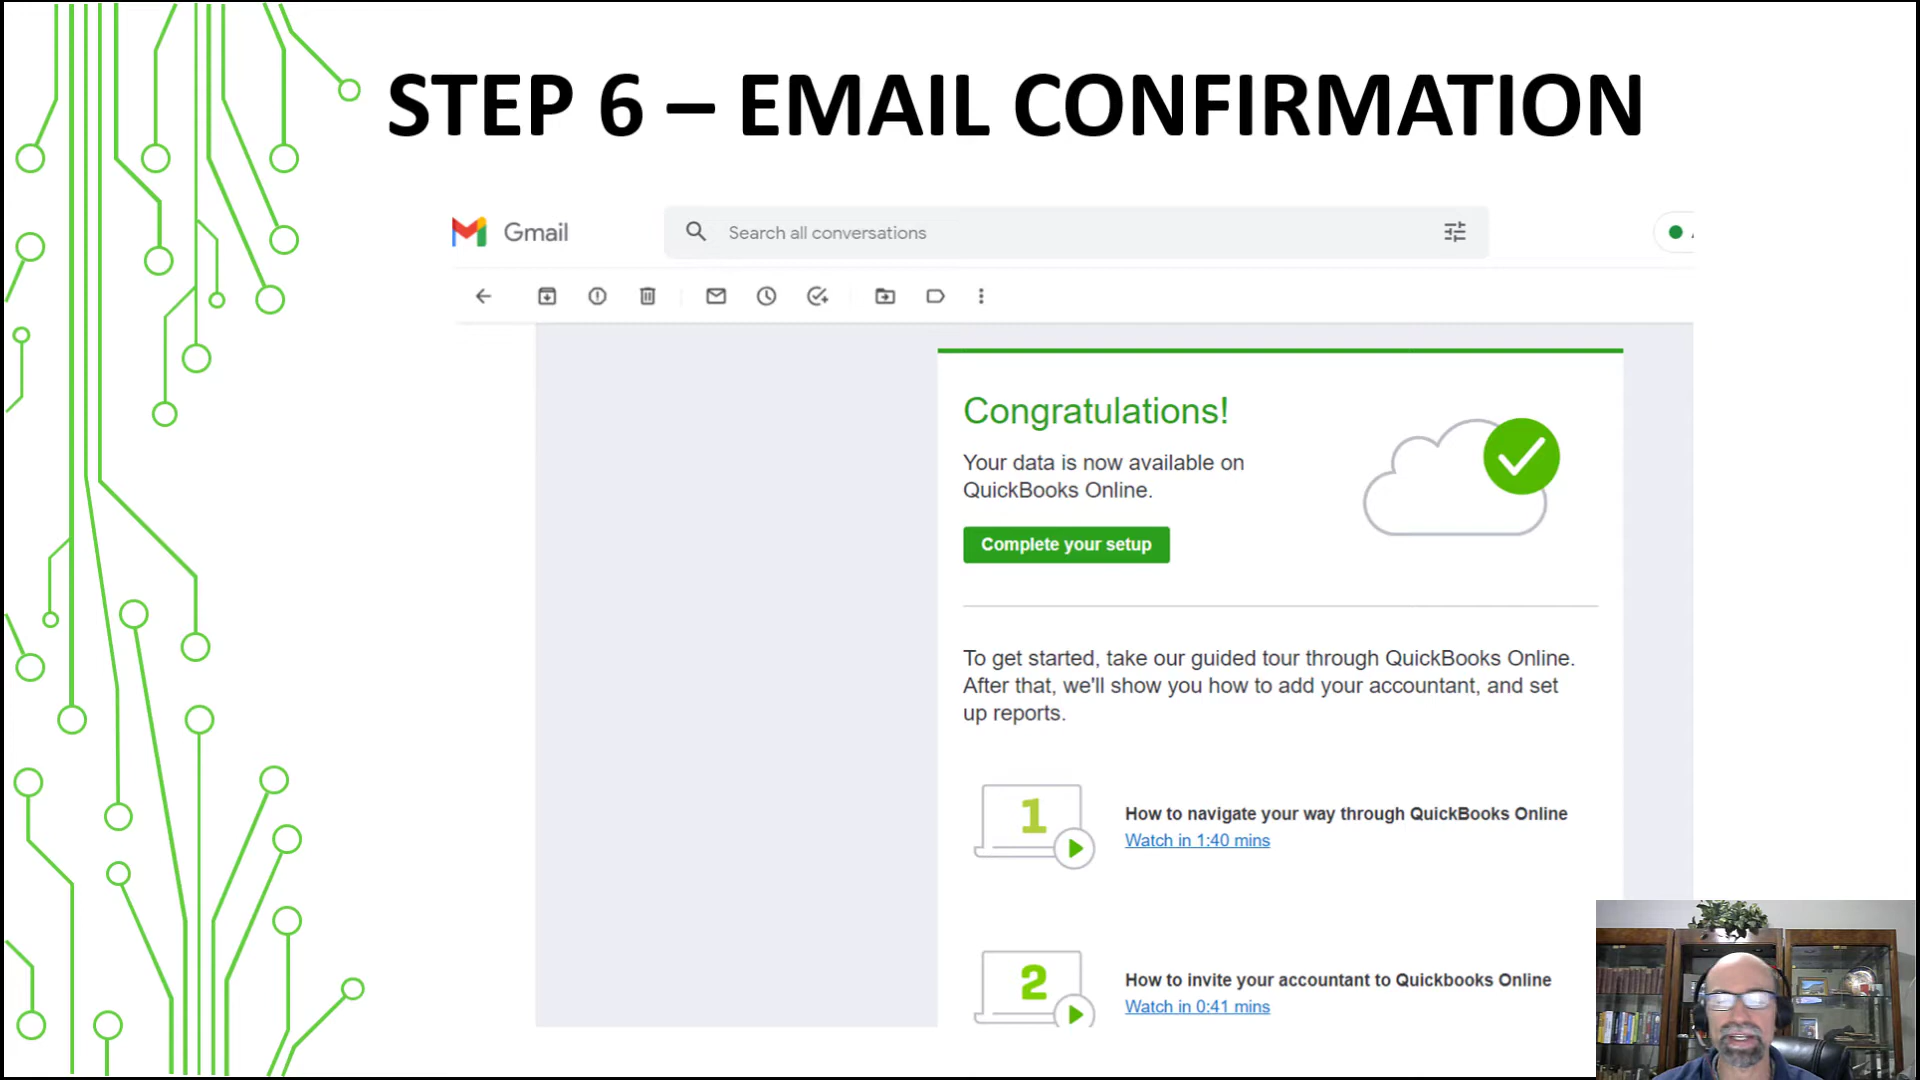 STEP 6 – EMAIL CONFIRMATION
Gmail
Search all conversations
Congratulations!
Your data is now available on
QuickBooks Online.
Complete your setup
To get started, take our guided tour through QuickBooks Online.
After that, we'll show you how to add your accountant, and set
up reports.
1
How to navigate your way through QuickBooks Online
Watch in 1:40 mins
2
How to invite your accountant to Quickbooks Online
Watch in 0:41 mins